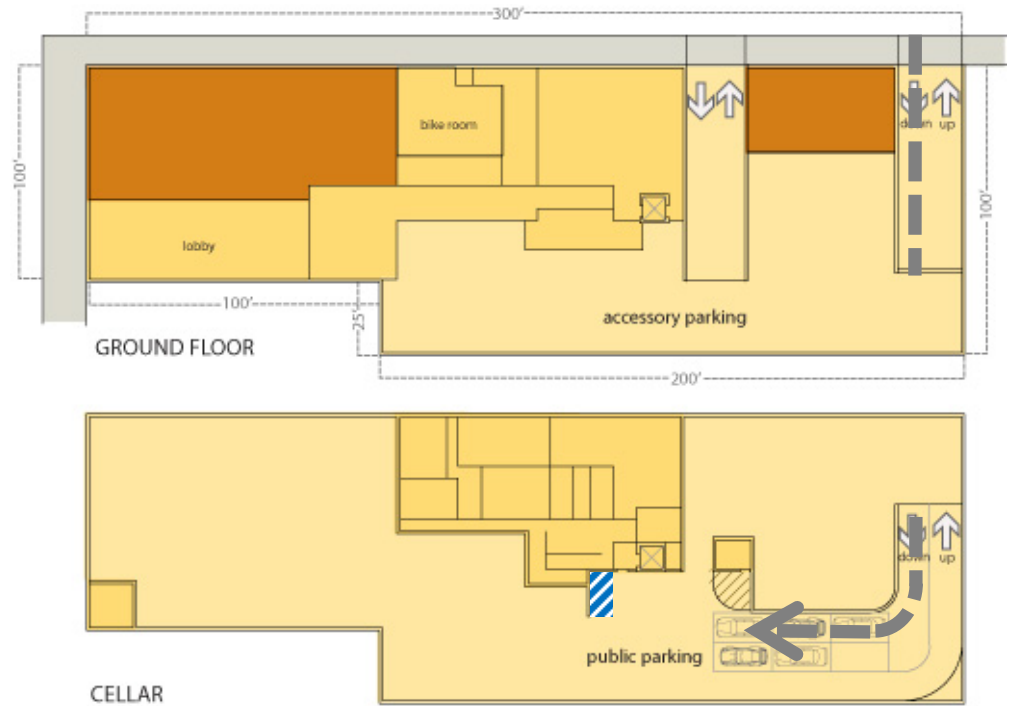 300'
100'
bike room
down
up
lobby
100'
100'
25'
accessory parking
GROUND FLOOR
200'
down
up
public parking
CELLAR